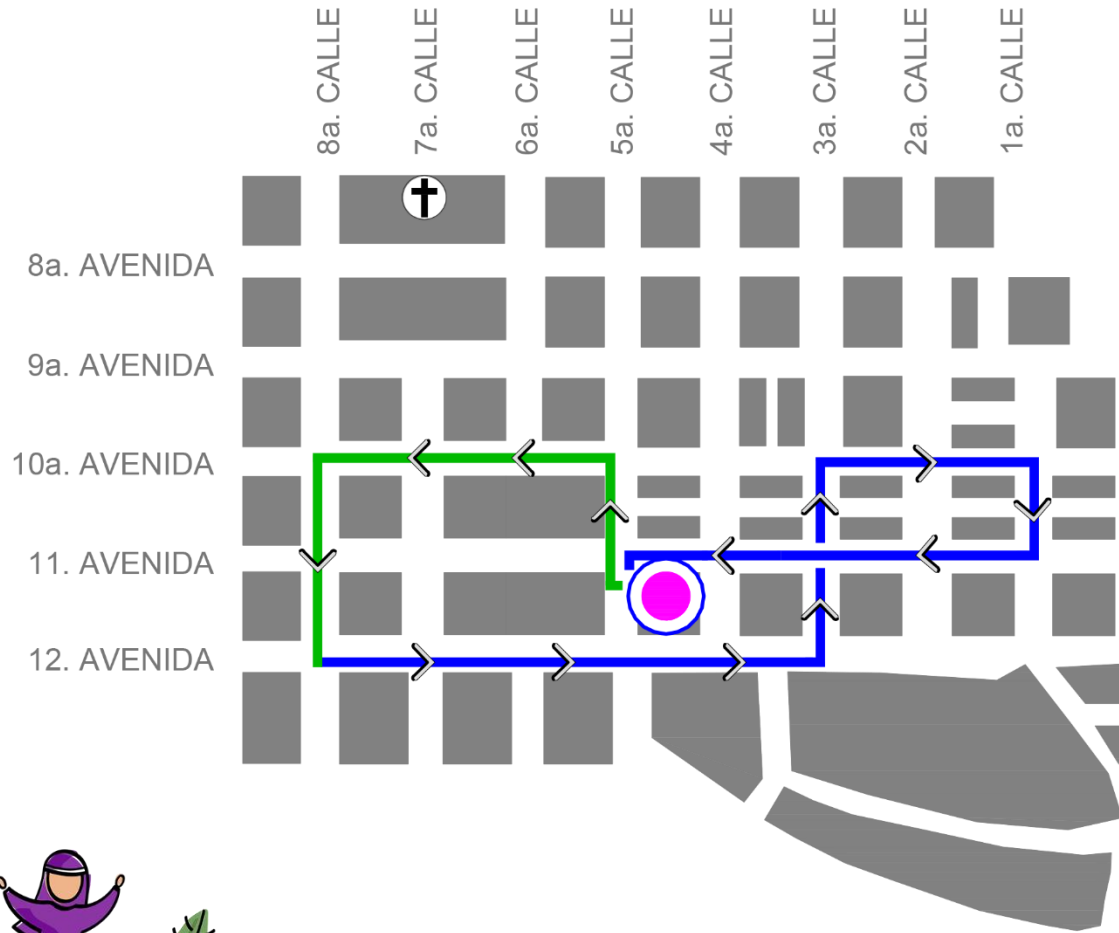 8a. CALLE
7a. CALLE
6a. CALLE
5a. CALLE
4a. CALLE
3a. CALLE
2a. CALLE
1a. CALLE
8a. AVENIDA
9a. AVENIDA
10a. AVENIDA
11. AVENIDA
12. AVENIDA